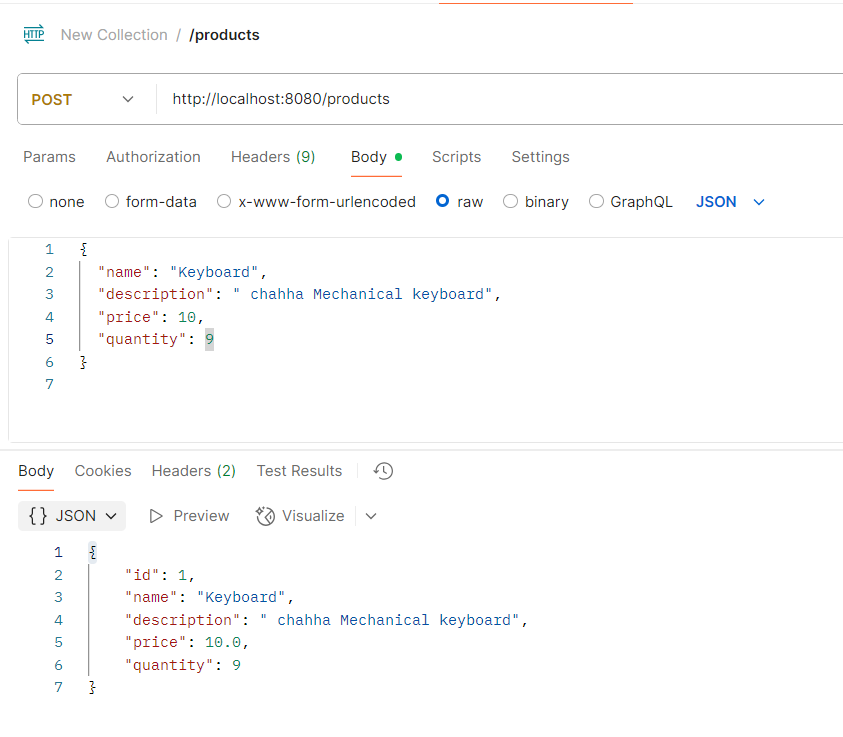 HTTP New Collection / /products
POST http://localhost:8080/products
Params Authorization Headers (9) Body Scripts Settings
none form-data x-www-form-urlencoded raw binary GraphQL JSON
1 {
2 "name": "Keyboard",
3 "description": " chahha Mechanical keyboard",
4 "price": 10,
5 "quantity": 9
6 }
7
Body Cookies Headers (2) Test Results
{} JSON Preview Visualize
1 {
2 "id": 1,
3 "name": "Keyboard",
4 "description": " chahha Mechanical keyboard",
5 "price": 10.0,
6 "quantity": 9
7 }